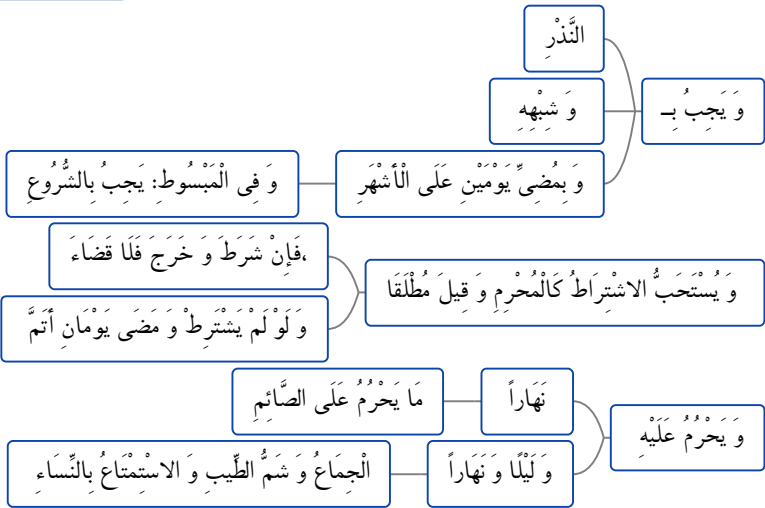 وَ يَجِبُ بِـ
النَّذْرِ
وَ شِبْهِهِ
وَ بِمُضِىِّ يَوْمَيْنِ عَلَى الْأَشْهَرِ
وَ فِى الْمَبْسُوطِ: يَجِبُ بِالشُّرُوعِ
وَ يُسْتَحَبُّ الاشْتِرَاطُ كَالْمُحْرِمِ وَ قِيلَ مُطْلَقَا
،فَإِنْ شَرَطَ وَ خَرَجَ فَلَا قَضَاءَ
وَ لَوْ لَمْ يَشْتَرِطْ وَ مَضَى يَوْمَانِ أَتَمَّ
وَ يَحْرُمُ عَلَيْهِ
نَهَاراً
مَا يَحْرُمُ عَلَى الصَّائِمِ
وَ لَيْلًا وَ نَهَاراً
الْجِمَاعُ وَ شَمُّ الطِّيبِ وَ الاسْتِمْتَاعُ بِالنِّسَاءِ